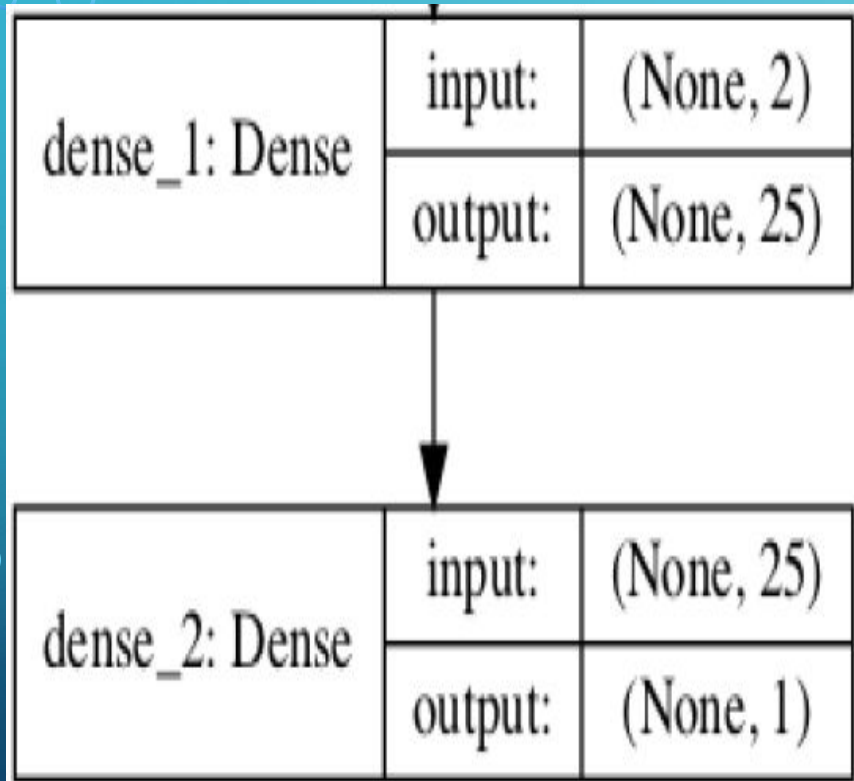 dense_1: Dense
input: (None, 2)
output: (None, 25)
dense_2: Dense
input: (None, 25)
output: (None, 1)